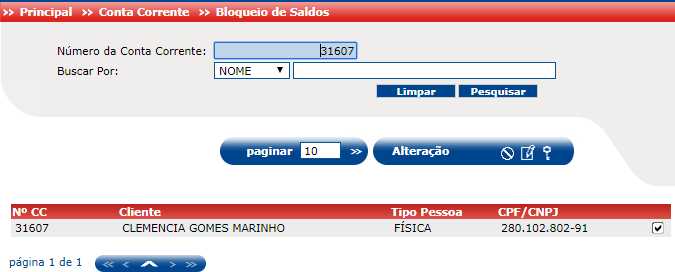 >> Principal >> Conta Corrente >> Bloqueio de Saldos
Número da Conta Corrente: 31607
Buscar Por: NOME
Limpar Pesquisar
paginar 10 >> Alteração
Nº CC Cliente Tipo Pessoa CPF/CNPJ
31607 CLEMENCIA GOMES MARINHO FÍSICA 280.102.802-91
página 1 de 1 << < > >>